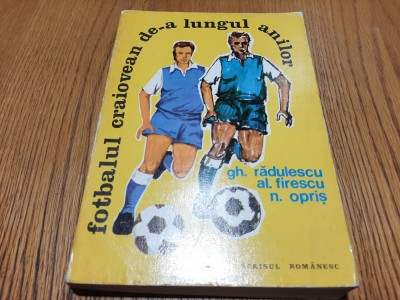 fotbalul craiovean de-a lungul anilor
gh. rădulescu
al. firescu
n. opriș
SCRISUL ROMÂNESC